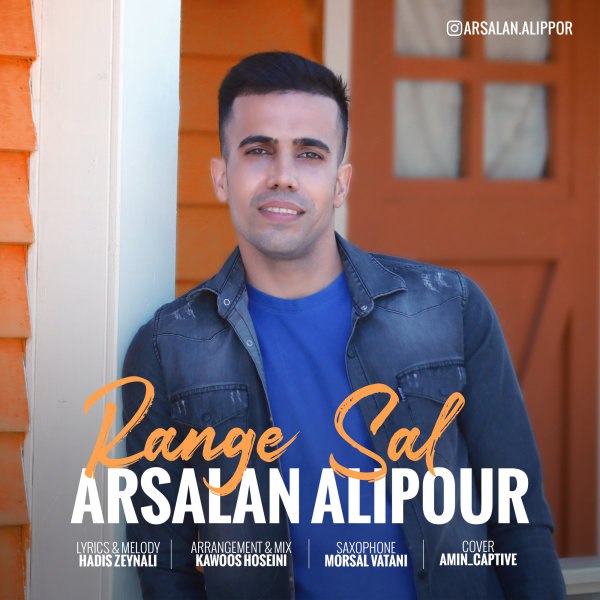 ARSALAN.ALIPPOR
Range Sal
ARSALAN ALIPOUR
LYRICS & MELODY
HADIS ZEYNALI
ARRANGEMENT & MIX
KAWOOS HOSEINI
SAXOPHONE
MORSAL VATANI
COVER
AMIN_CAPTIVE